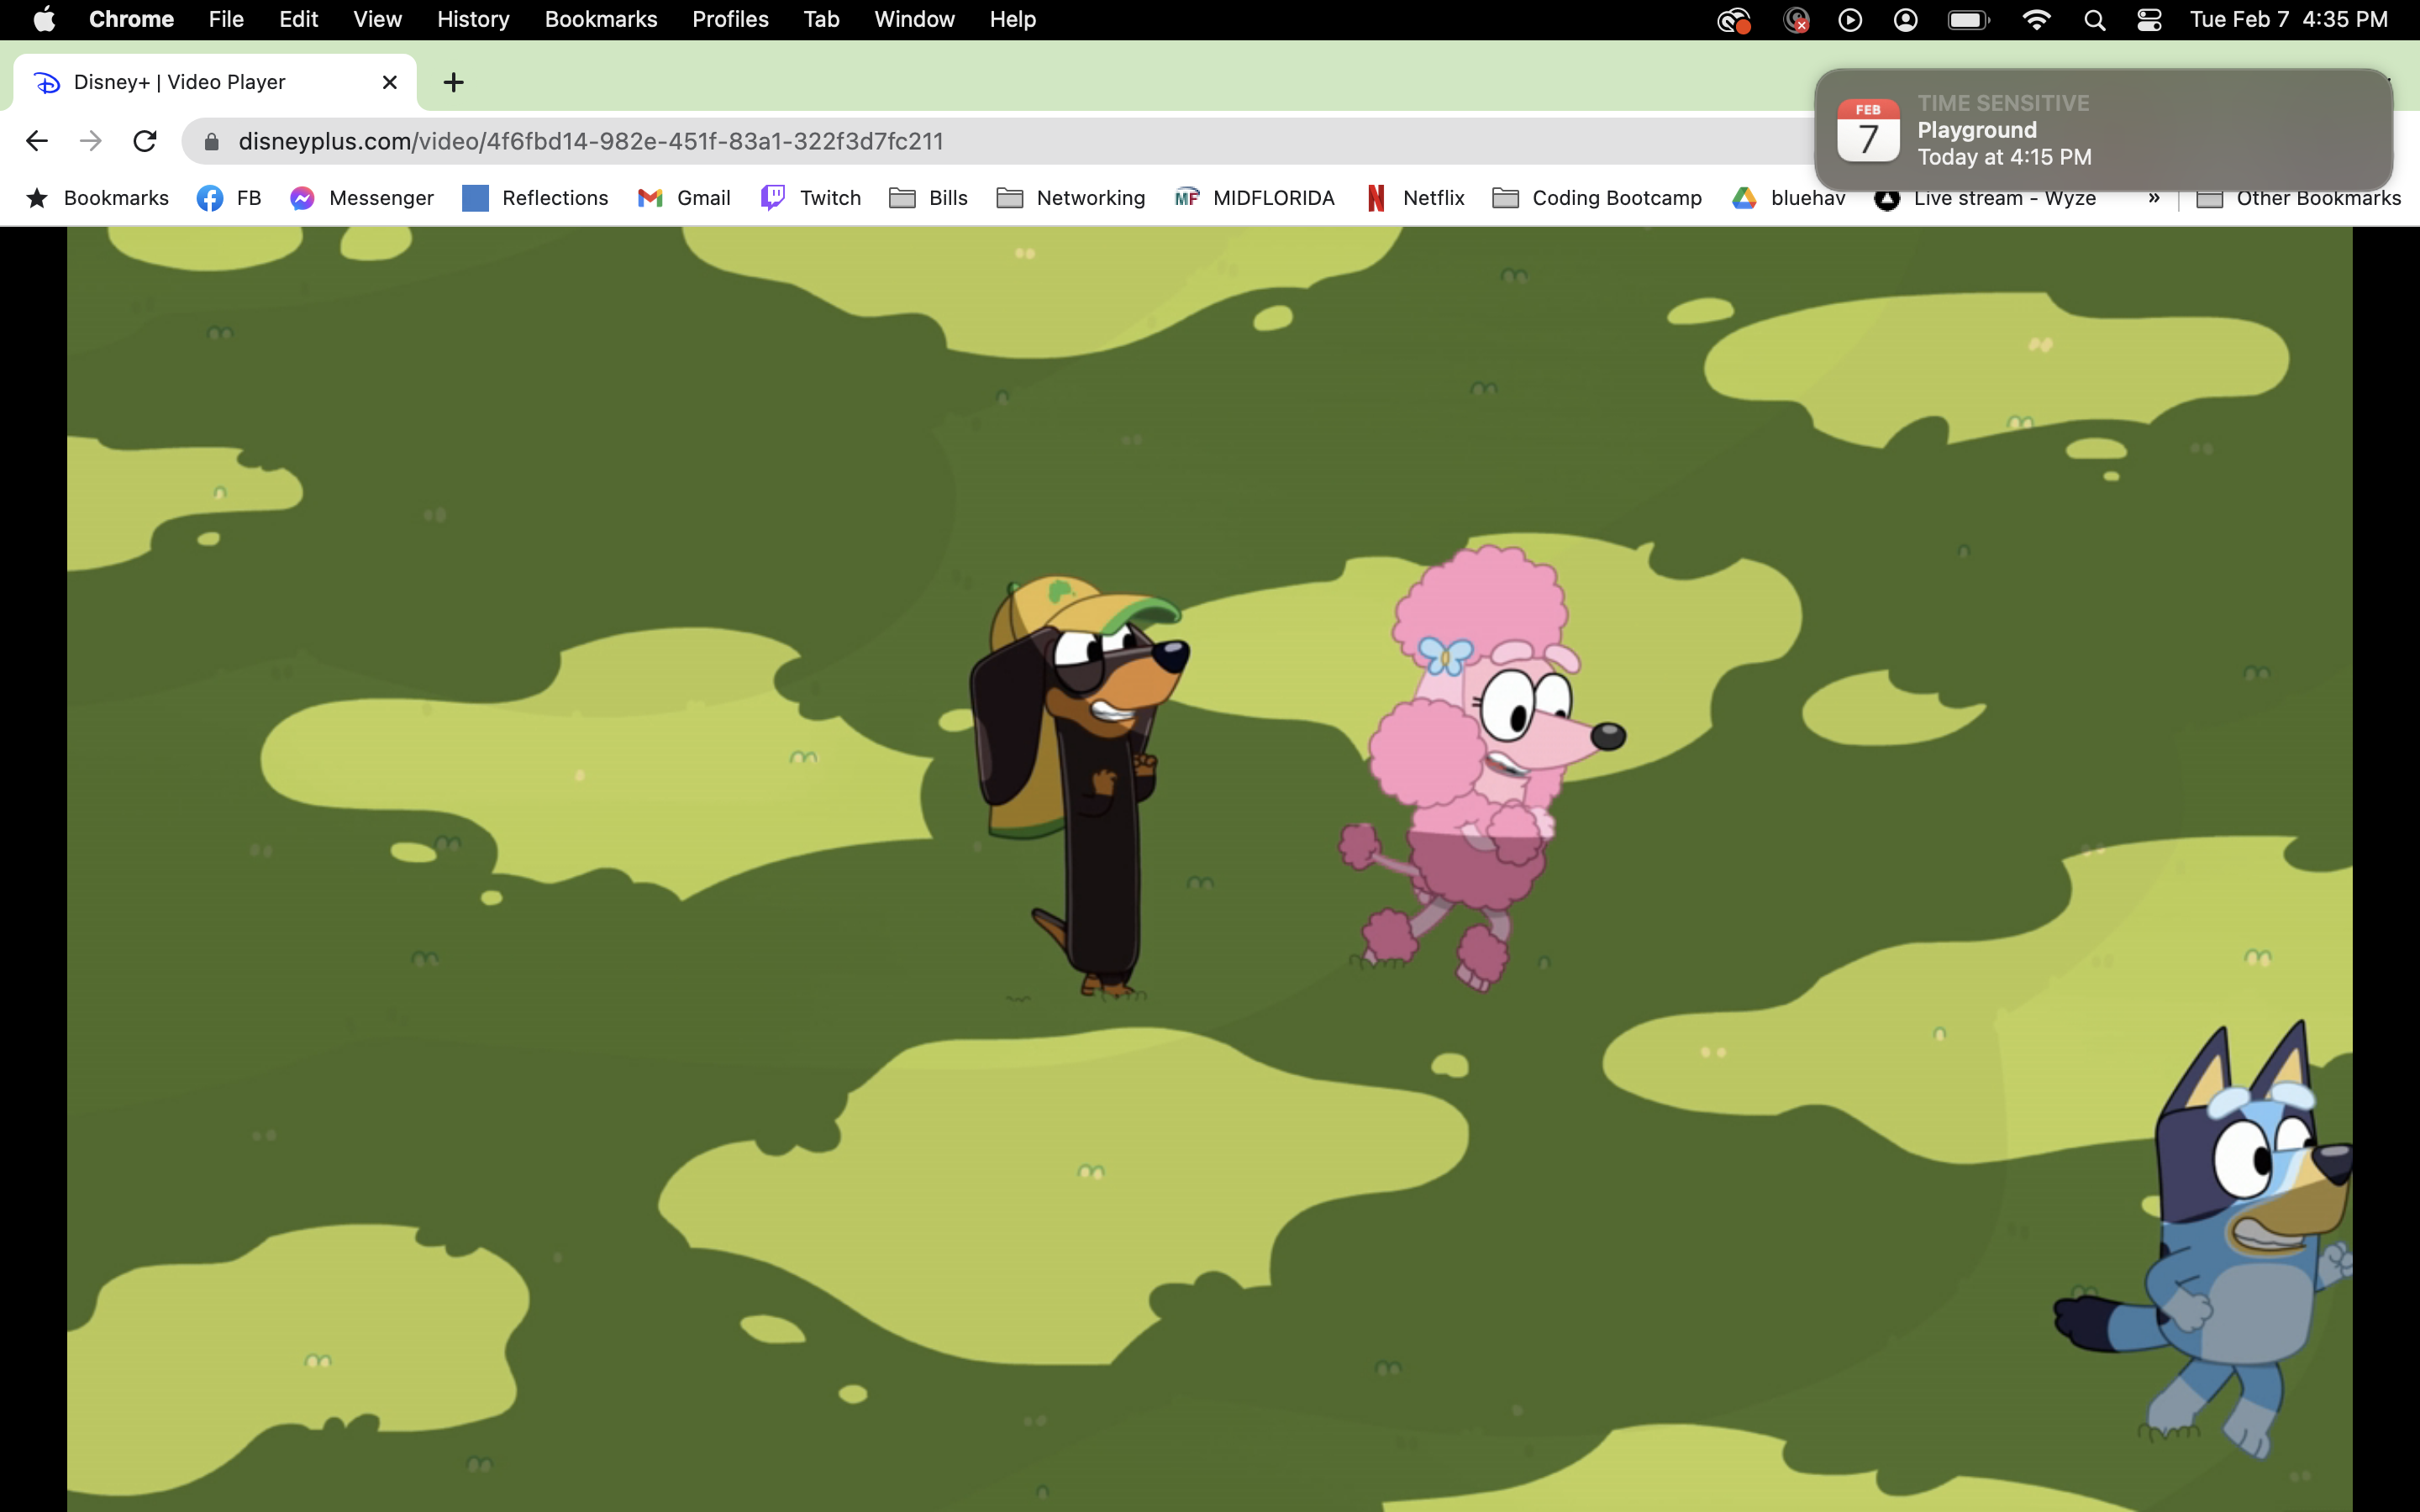 Chrome File Edit View History Bookmarks Profiles Tab Window Help Tue Feb 7 4:35 PM
Disney+ | Video Player
disneyplus.com/video/4f6fbd14-982e-451f-83a1-322f3d7fc211
FEB
7
TIME SENSITIVE
Playground
Today at 4:15 PM
Bookmarks FB Messenger Reflections Gmail Twitch Bills Networking MF MIDFLORIDA Netflix Coding Bootcamp bluehav Live stream - Wyze » Other Bookmarks